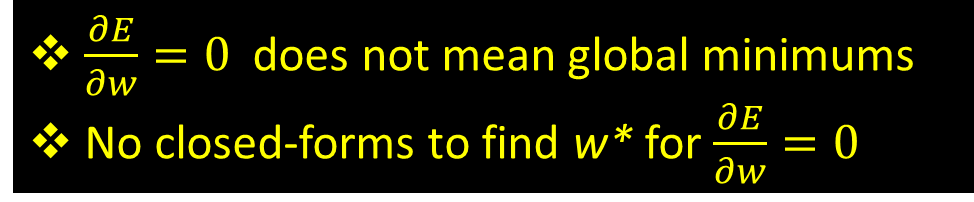 ❖ ∂E/∂w = 0 does not mean global minimums
❖ No closed-forms to find w* for ∂E/∂w = 0